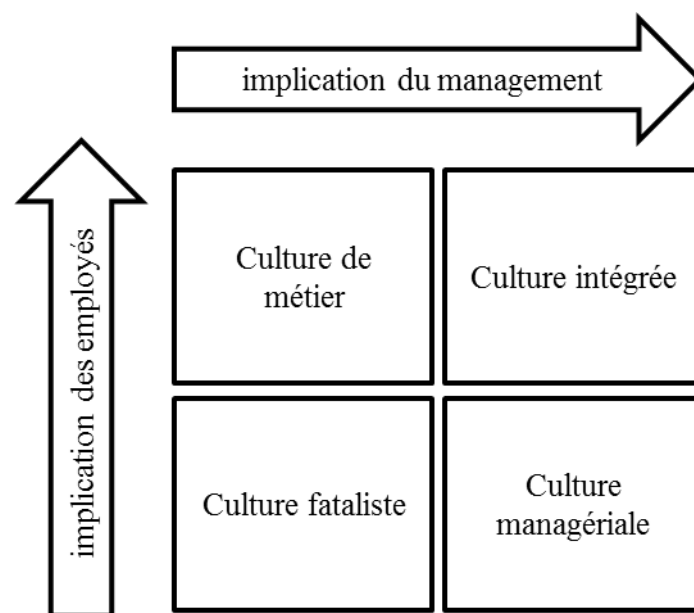 implication du management
implication des employés
Culture de
métier
Culture intégrée
Culture fataliste
Culture
managériale